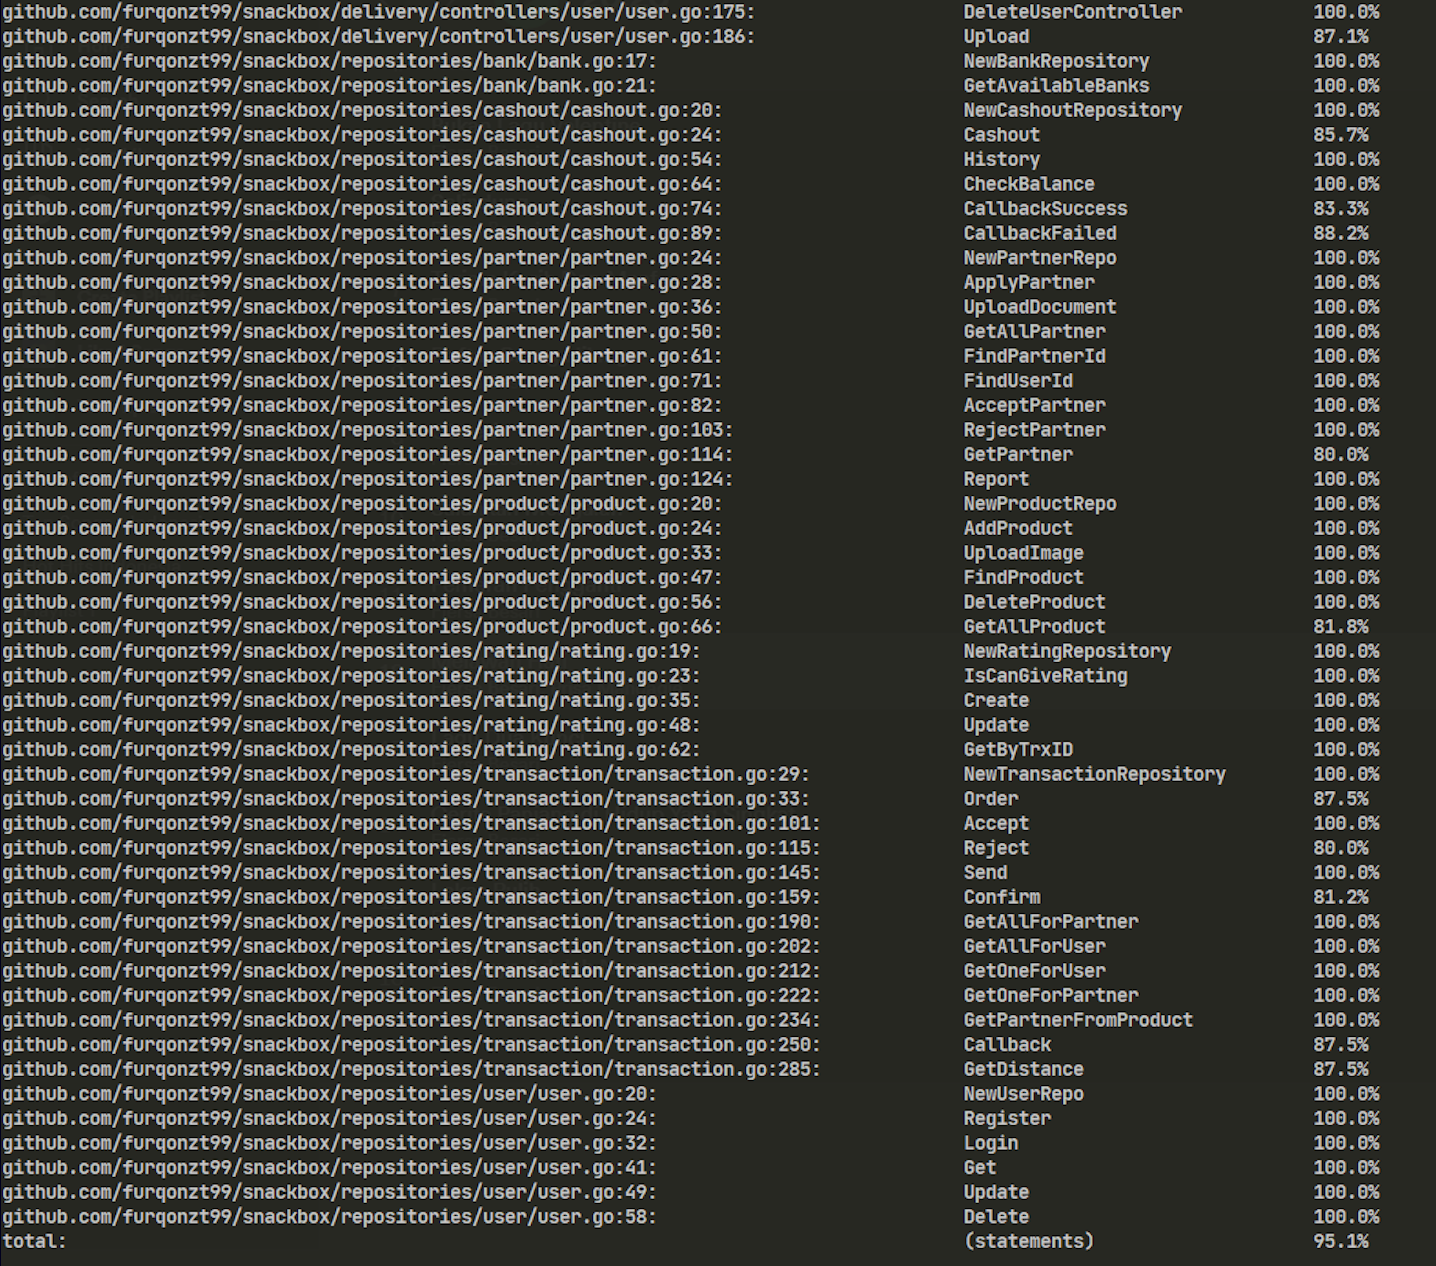 github.com/furqonzt99/snackbox/delivery/controllers/user/user.go:175: DeleteUserController 100.0%
github.com/furqonzt99/snackbox/delivery/controllers/user/user.go:186: Upload 87.1%
github.com/furqonzt99/snackbox/repositories/bank/bank.go:17: NewBankRepository 100.0%
github.com/furqonzt99/snackbox/repositories/bank/bank.go:21: GetAvailableBanks 100.0%
github.com/furqonzt99/snackbox/repositories/cashout/cashout.go:20: NewCashoutRepository 100.0%
github.com/furqonzt99/snackbox/repositories/cashout/cashout.go:24: Cashout 85.7%
github.com/furqonzt99/snackbox/repositories/cashout/cashout.go:54: History 100.0%
github.com/furqonzt99/snackbox/repositories/cashout/cashout.go:64: CheckBalance 100.0%
github.com/furqonzt99/snackbox/repositories/cashout/cashout.go:74: CallbackSuccess 83.3%
github.com/furqonzt99/snackbox/repositories/cashout/cashout.go:89: CallbackFailed 88.2%
github.com/furqonzt99/snackbox/repositories/partner/partner.go:24: NewPartnerRepo 100.0%
github.com/furqonzt99/snackbox/repositories/partner/partner.go:28: ApplyPartner 100.0%
github.com/furqonzt99/snackbox/repositories/partner/partner.go:36: UploadDocument 100.0%
github.com/furqonzt99/snackbox/repositories/partner/partner.go:50: GetAllPartner 100.0%
github.com/furqonzt99/snackbox/repositories/partner/partner.go:61: FindPartnerId 100.0%
github.com/furqonzt99/snackbox/repositories/partner/partner.go:71: FindUserId 100.0%
github.com/furqonzt99/snackbox/repositories/partner/partner.go:82: AcceptPartner 100.0%
github.com/furqonzt99/snackbox/repositories/partner/partner.go:103: RejectPartner 100.0%
github.com/furqonzt99/snackbox/repositories/partner/partner.go:114: GetPartner 80.0%
github.com/furqonzt99/snackbox/repositories/partner/partner.go:124: Report 100.0%
github.com/furqonzt99/snackbox/repositories/product/product.go:20: NewProductRepo 100.0%
github.com/furqonzt99/snackbox/repositories/product/product.go:24: AddProduct 100.0%
github.com/furqonzt99/snackbox/repositories/product/product.go:33: UploadImage 100.0%
github.com/furqonzt99/snackbox/repositories/product/product.go:47: FindProduct 100.0%
github.com/furqonzt99/snackbox/repositories/product/product.go:56: DeleteProduct 100.0%
github.com/furqonzt99/snackbox/repositories/product/product.go:66: GetAllProduct 81.8%
github.com/furqonzt99/snackbox/repositories/rating/rating.go:19: NewRatingRepository 100.0%
github.com/furqonzt99/snackbox/repositories/rating/rating.go:23: IsCanGiveRating 100.0%
github.com/furqonzt99/snackbox/repositories/rating/rating.go:35: Create 100.0%
github.com/furqonzt99/snackbox/repositories/rating/rating.go:48: Update 100.0%
github.com/furqonzt99/snackbox/repositories/rating/rating.go:62: GetByTrxID 100.0%
github.com/furqonzt99/snackbox/repositories/transaction/transaction.go:29: NewTransactionRepository 100.0%
github.com/furqonzt99/snackbox/repositories/transaction/transaction.go:33: Order 87.5%
github.com/furqonzt99/snackbox/repositories/transaction/transaction.go:101: Accept 100.0%
github.com/furqonzt99/snackbox/repositories/transaction/transaction.go:115: Reject 80.0%
github.com/furqonzt99/snackbox/repositories/transaction/transaction.go:145: Send 100.0%
github.com/furqonzt99/snackbox/repositories/transaction/transaction.go:159: Confirm 81.2%
github.com/furqonzt99/snackbox/repositories/transaction/transaction.go:190: GetAllForPartner 100.0%
github.com/furqonzt99/snackbox/repositories/transaction/transaction.go:202: GetAllForUser 100.0%
github.com/furqonzt99/snackbox/repositories/transaction/transaction.go:212: GetOneForUser 100.0%
github.com/furqonzt99/snackbox/repositories/transaction/transaction.go:222: GetOneForPartner 100.0%
github.com/furqonzt99/snackbox/repositories/transaction/transaction.go:234: GetPartnerFromProduct 100.0%
github.com/furqonzt99/snackbox/repositories/transaction/transaction.go:250: Callback 87.5%
github.com/furqonzt99/snackbox/repositories/transaction/transaction.go:285: GetDistance 87.5%
github.com/furqonzt99/snackbox/repositories/user/user.go:20: NewUserRepo 100.0%
github.com/furqonzt99/snackbox/repositories/user/user.go:24: Register 100.0%
github.com/furqonzt99/snackbox/repositories/user/user.go:32: Login 100.0%
github.com/furqonzt99/snackbox/repositories/user/user.go:41: Get 100.0%
github.com/furqonzt99/snackbox/repositories/user/user.go:49: Update 100.0%
github.com/furqonzt99/snackbox/repositories/user/user.go:58: Delete 100.0%
total: (statements) 95.1%